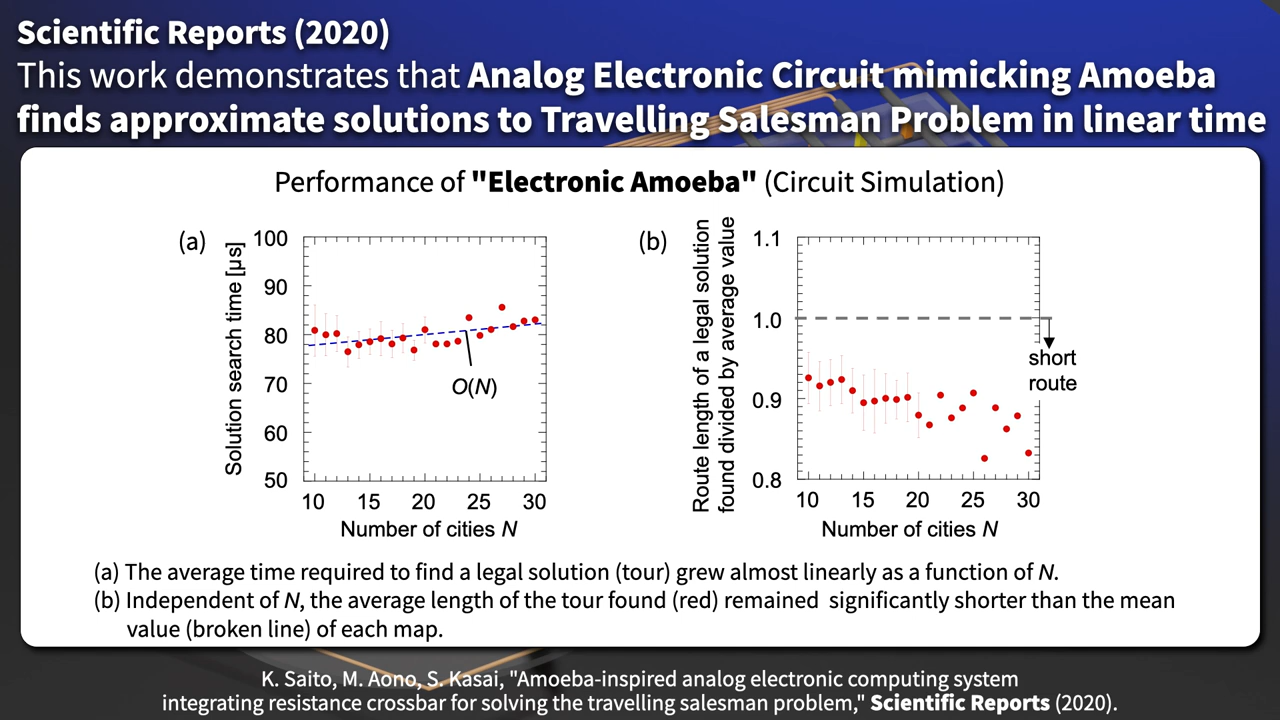 Scientific Reports (2020)
This work demonstrates that Analog Electronic Circuit mimicking Amoeba
finds approximate solutions to Travelling Salesman Problem in linear time
Performance of "Electronic Amoeba" (Circuit Simulation)
(a)
Solution search time [µs]
100
90
80
70
60
50
O(N)
10 15 20 25 30
Number of cities N
(b)
Route length of a legal solution
found divided by average value
1.1
1.0
0.9
0.8
short
route
10 15 20 25 30
Number of cities N
(a) The average time required to find a legal solution (tour) grew almost linearly as a function of N.
(b) Independent of N, the average length of the tour found (red) remained significantly shorter than the mean
value (broken line) of each map.
K. Saito, M. Aono, S. Kasai, "Amoeba-inspired analog electronic computing system
integrating resistance crossbar for solving the travelling salesman problem," Scientific Reports (2020).